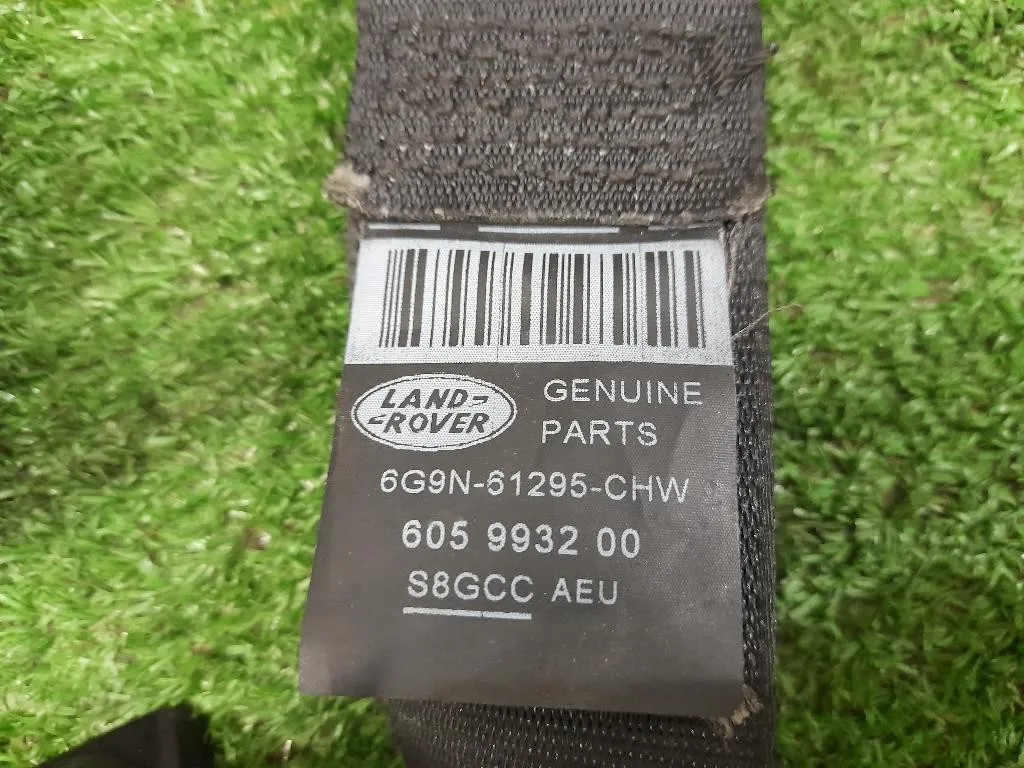 LAND-
-ROVER
GENUINE
PARTS
6G9N-61295-CHW
605 9932 00
S8GCC AEU